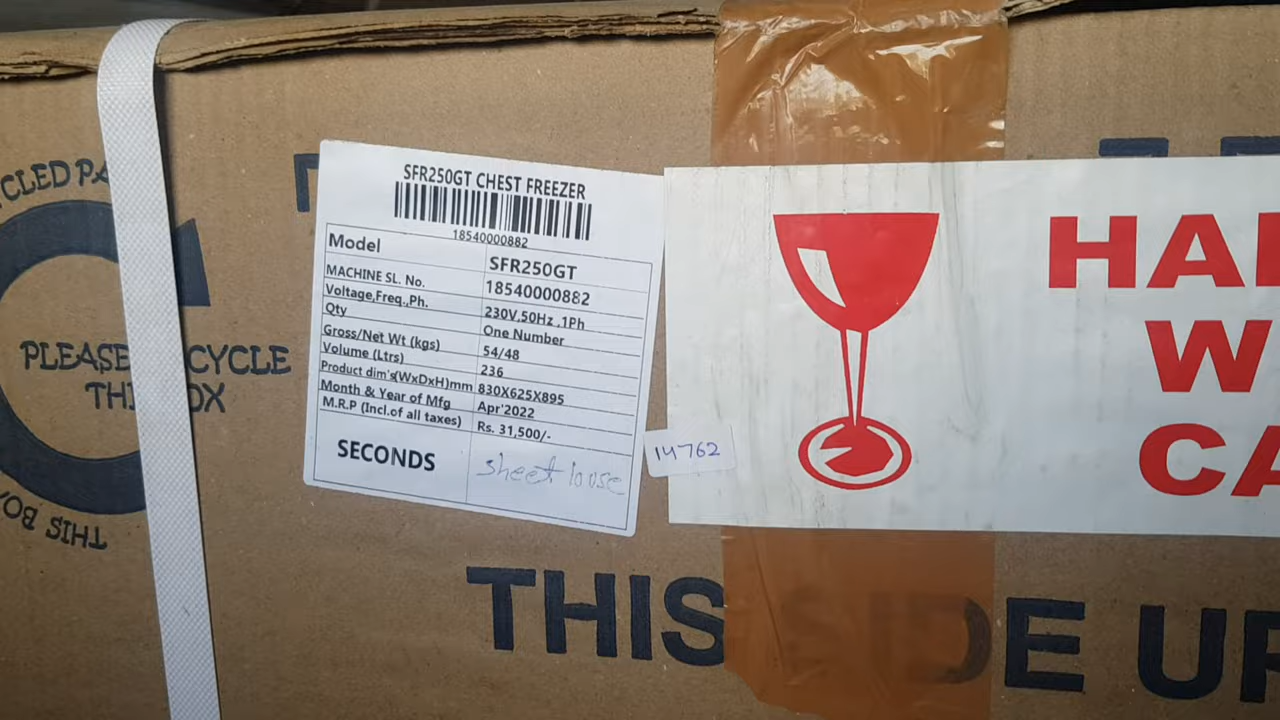 CLED PA
PLEASE CYCLE
THI OX
THIS BO
SFR250GT CHEST FREEZER
18540000882
Model SFR250GT
MACHINE SL. No. 18540000882
Voltage,Freq.,Ph. 230V,50Hz ,1Ph
Qty One Number
Gross/Net Wt (kgs) 54/48
Volume (Ltrs) 236
Product dim's(WxDxH)mm 830X625X895
Month & Year of Mfg Apr'2022
M.R.P (Incl.of all taxes) Rs. 31,500/-
SECONDS sheet louse
14762
HA
W
CA
THIS SIDE UP